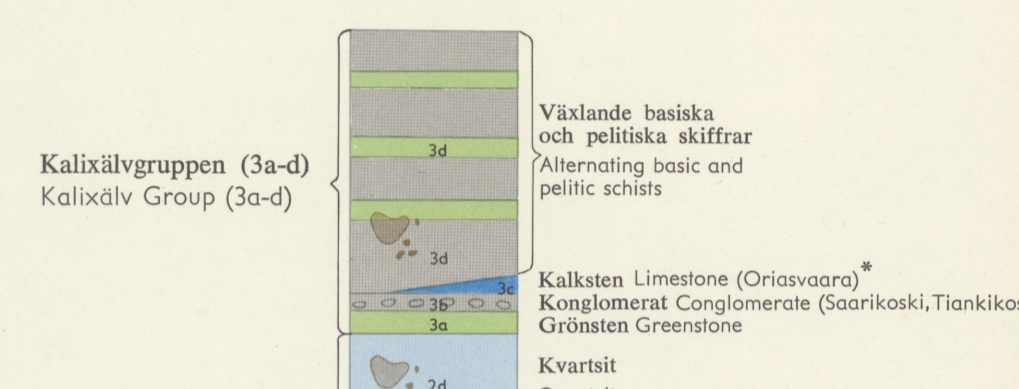 Växlande basiska
och pelitiska skiffrar
3d
Kalixälvgruppen (3a-d)
Alternating basic and
pelitic schists
Kalixälv Group (3a-d)
3d
Kalksten Limestone (Oriasvaara)*
3c
Konglomerat Conglomerate (Saarikoski,
3b
3a
Grönsten Greenstone
Kvartsit
2d